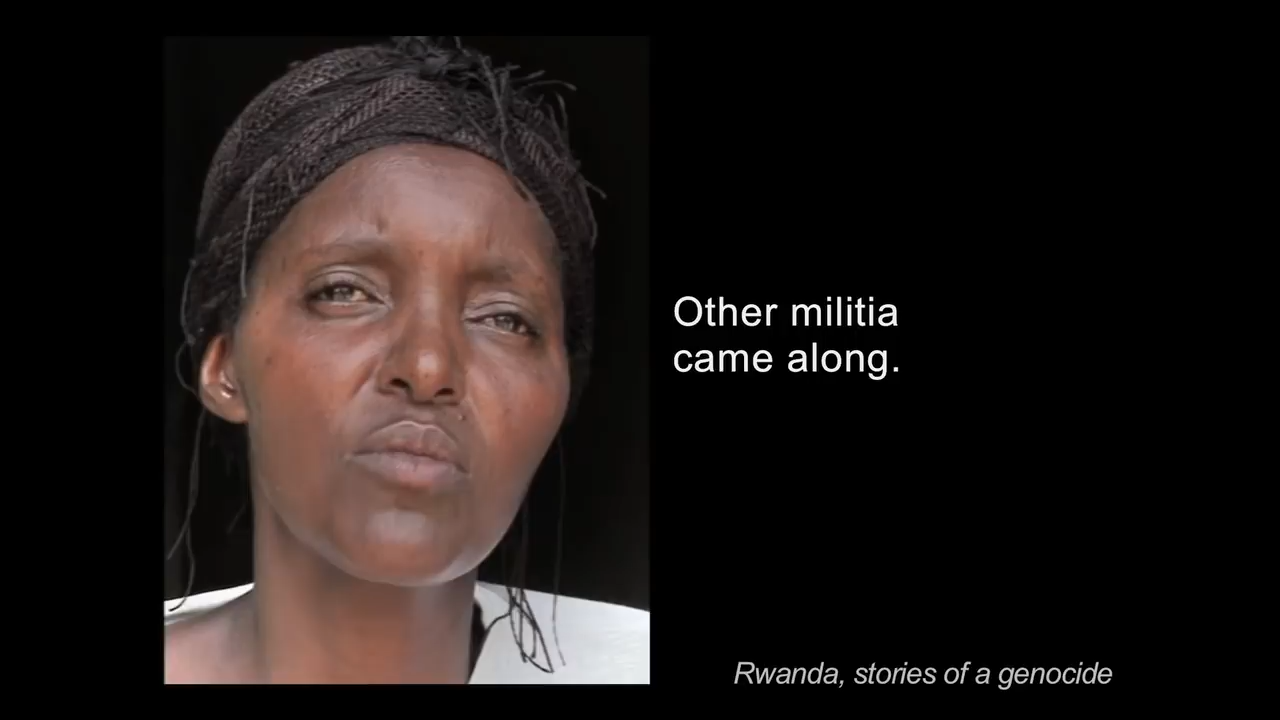 Other militia
came along.
Rwanda, stories of a genocide